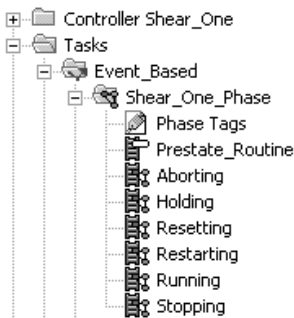 Controller Shear_One
Tasks
Event_Based
Shear_One_Phase
Phase Tags
Prestate_Routine
Aborting
Holding
Resetting
Restarting
Running
Stopping